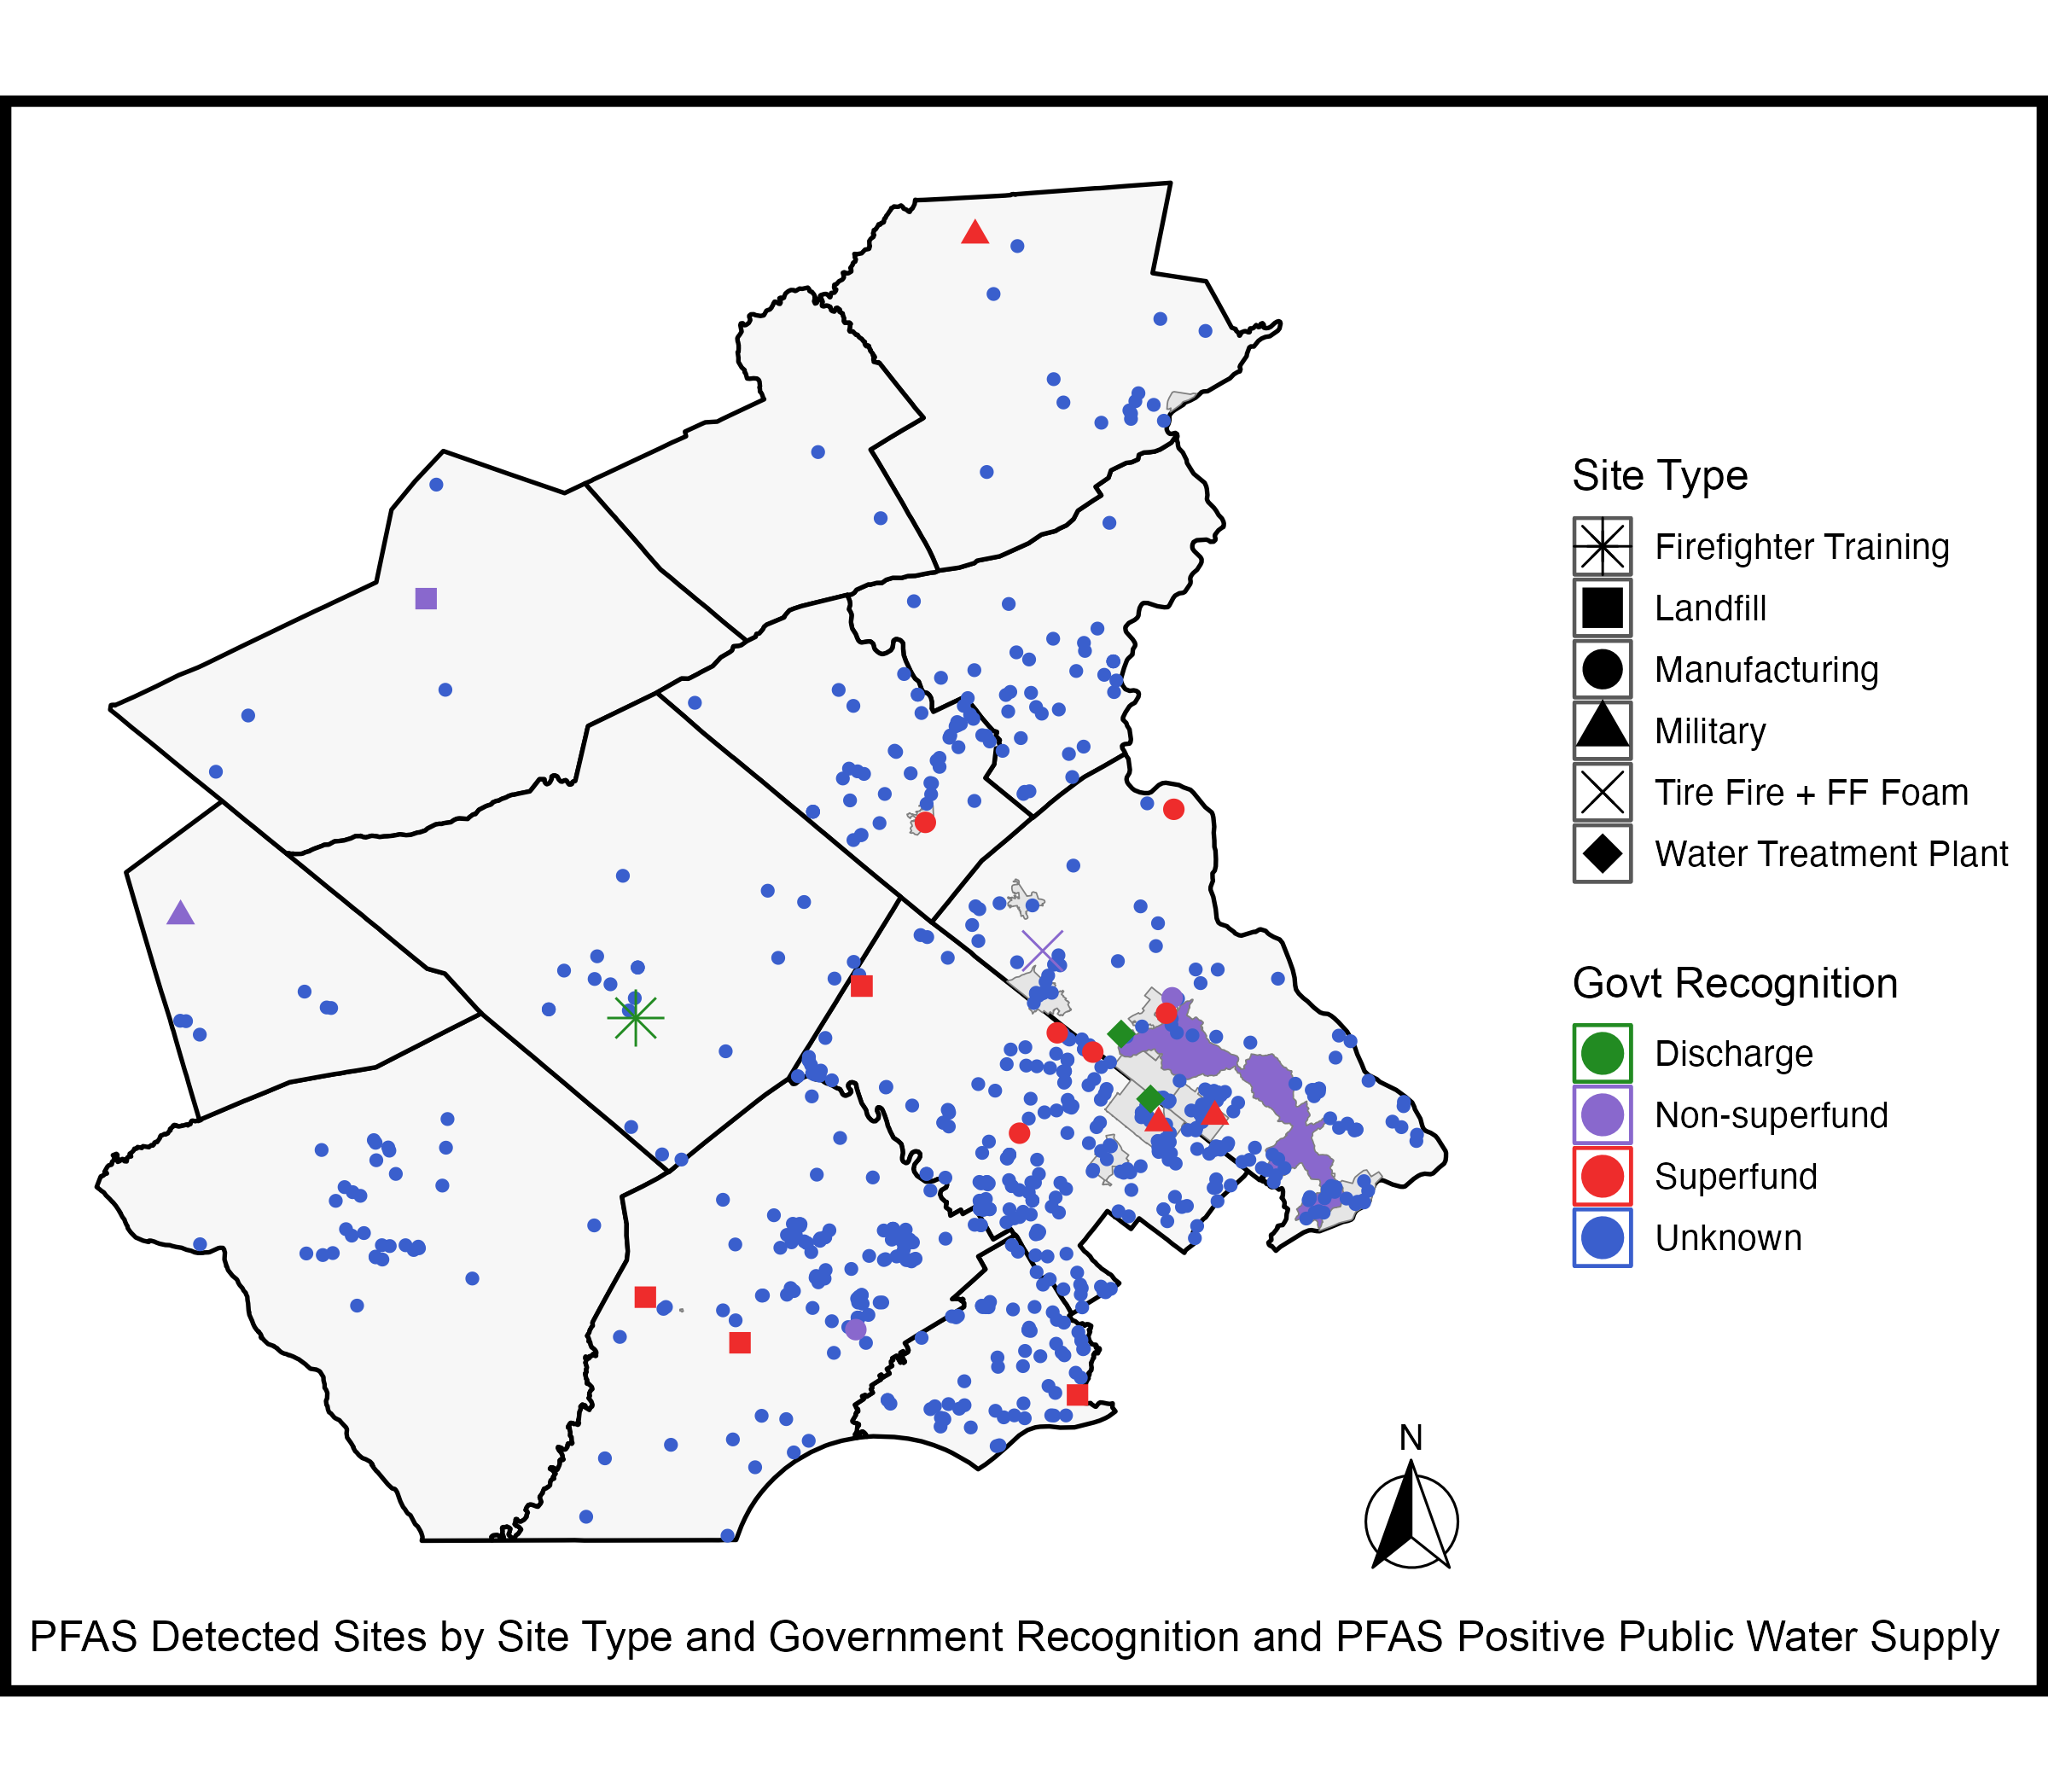 Site Type
Firefighter Training
Landfill
Manufacturing
Military
Tire Fire + FF Foam
Water Treatment Plant
Govt Recognition
Discharge
Non-superfund
Superfund
Unknown
N
PFAS Detected Sites by Site Type and Government Recognition and PFAS Positive Public Water Supply